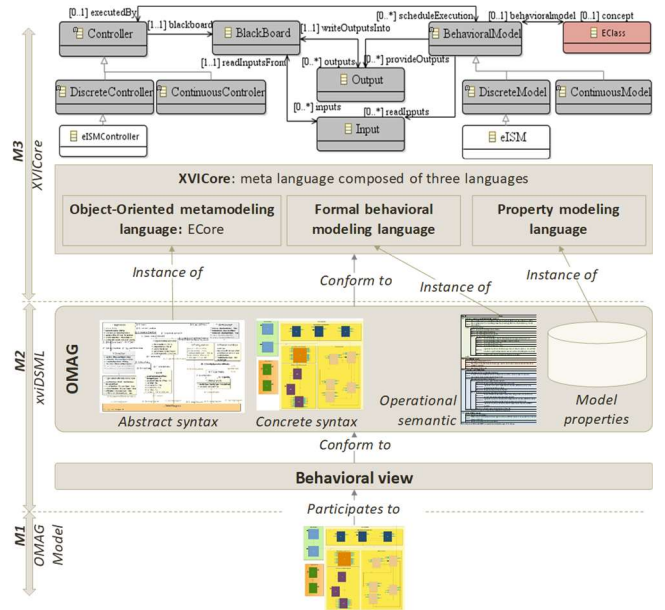 [0..1] executedBy
[0..*] scheduleExecution
[0..1] behavioralmodel
[0..1] concept
Controller
[1..1] blackboard
BlackBoard
[1..1] writeOutputsInto
BehavioralModel
EClass
[1..1] readInputsFrom
[0..*] outputs
[0..*] provideOutputs
DiscreteController
ContinuousControler
Output
DiscreteModel
ContinuousModel
[0..*] inputs
[0..*] readInputs
eISMController
Input
eISM
M3
XVICore
XVICore: meta language composed of three languages
Object-Oriented metamodeling
language: ECore
Formal behavioral
modeling language
Property modeling
language
Instance of
Conform to
Instance of
Instance of
M2
xviDSML
OMAG
Abstract syntax
Concrete syntax
Operational
semantic
Model
properties
Conform to
Behavioral view
Participates to
M1
OMAG
Model